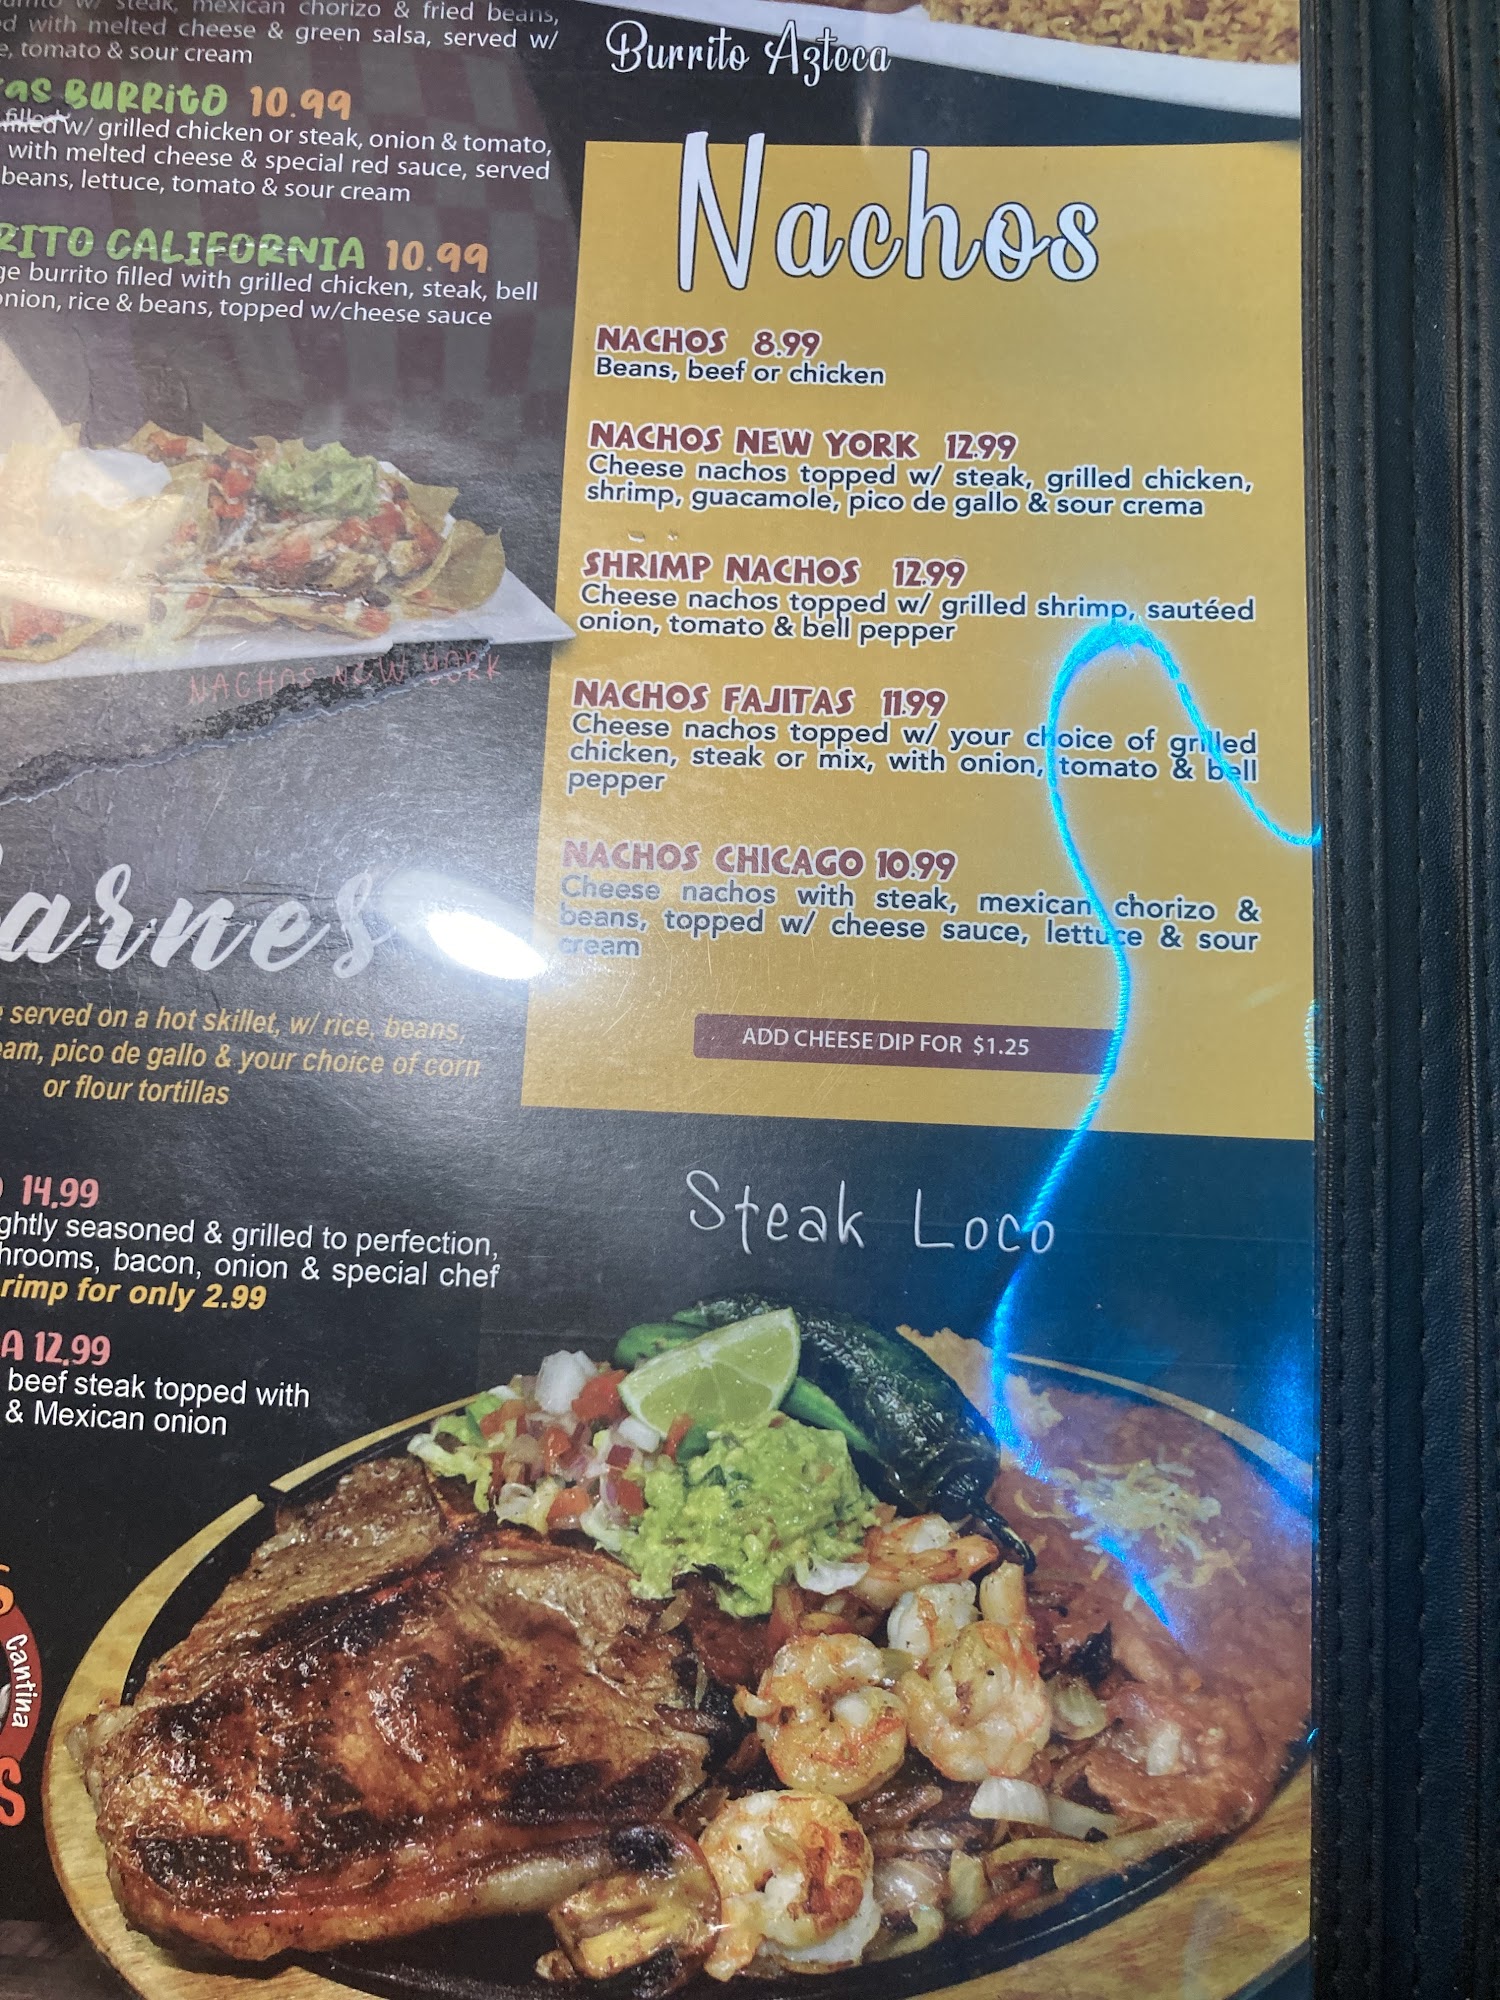 steak, mexican chorizo & fried beans,
with melted cheese & green salsa, served w/
tomato & sour cream
BURRITO 10.99
filled w/ grilled chicken or steak, onion & tomato,
with melted cheese & special red sauce, served
beans, lettuce, tomato & sour cream
CALIFORNIA 10.99
burrito filled with grilled chicken, steak, bell
rice & beans, topped w/cheese sauce
NACHOS NEW YORK
Burrito Azteca
Nachos
NACHOS 8.99
Beans, beef or chicken
NACHOS NEW YORK 12.99
Cheese nachos topped w/ steak, grilled chicken,
shrimp, guacamole, pico de gallo & sour crema
SHRIMP NACHOS 12.99
Cheese nachos topped w/ grilled shrimp, sautéed
onion, tomato & bell pepper
NACHOS FAJITAS 11.99
Cheese nachos topped w/ your choice of grilled
chicken, steak or mix, with onion, tomato & bell
pepper
NACHOS CHICAGO 10.99
Cheese nachos with steak, mexican chorizo &
beans, topped w/ cheese sauce, lettuce & sour
cream
ADD CHEESE DIP FOR $1.25
arnes
served on a hot skillet, w/ rice, beans,
pico de gallo & your choice of corn
or flour tortillas
14.99
seasoned & grilled to perfection,
bacon, onion & special chef
for only 2.99
A 12.99
beef steak topped with
& Mexican onion
Cantina
S
Steak Loco